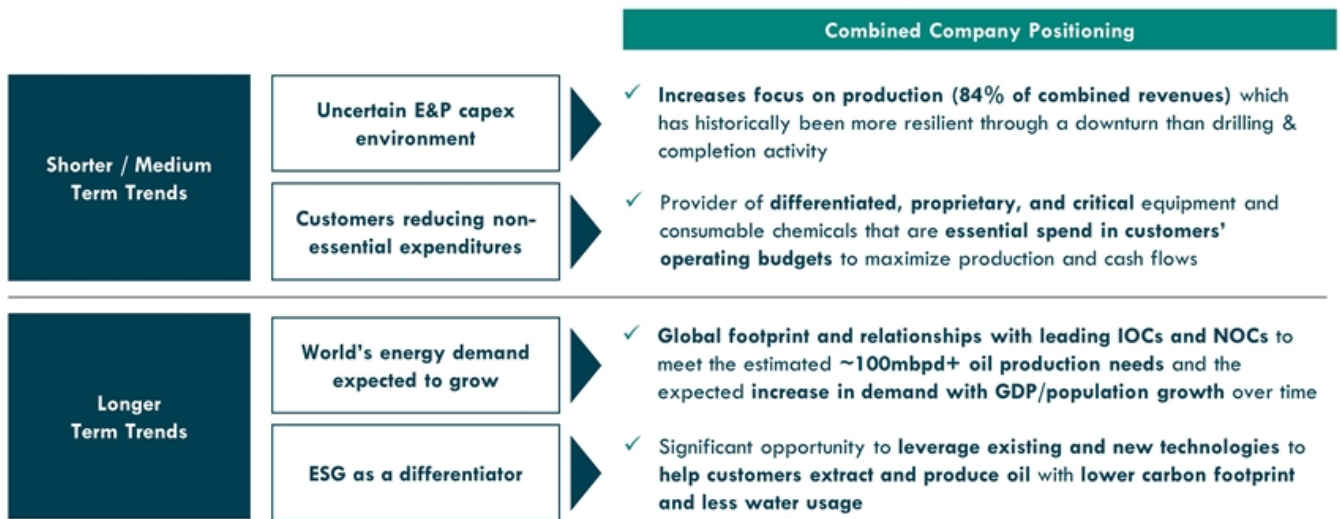 Combined Company Positioning
Shorter / Medium
Term Trends
Uncertain E&P capex
environment
✓ Increases focus on production (84% of combined revenues) which
has historically been more resilient through a downturn than drilling &
completion activity
Customers reducing non-
essential expenditures
✓ Provider of differentiated, proprietary, and critical equipment and
consumable chemicals that are essential spend in customers'
operating budgets to maximize production and cash flows
Longer
Term Trends
World's energy demand
expected to grow
✓ Global footprint and relationships with leading IOCs and NOCs to
meet the estimated ~100mbpd+ oil production needs and the
expected increase in demand with GDP/population growth over time
ESG as a differentiator
✓ Significant opportunity to leverage existing and new technologies to
help customers extract and produce oil with lower carbon footprint
and less water usage